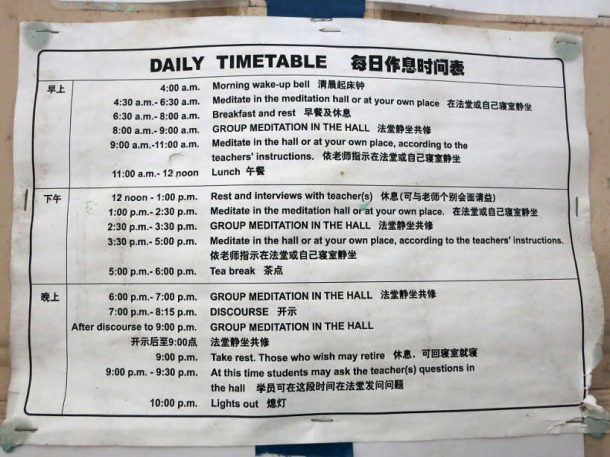 DAILY TIMETABLE 每日作息时间表
早上 4:00 a.m. Morning wake-up bell 清晨起床钟
4:30 a.m.- 6:30 a.m. Meditate in the meditation hall or at your own place 在法堂或自己寝室静坐
6:30 a.m.- 8:00 a.m. Breakfast and rest 早餐及休息
8:00 a.m.- 9:00 a.m. GROUP MEDITATION IN THE HALL 法堂静坐共修
9:00 a.m.-11:00 a.m. Meditate in the hall or at your own place, according to the
teachers' instructions. 依老师指示在法堂或自己寝室静坐
11:00 a.m.- 12 noon Lunch 午餐
下午 12 noon - 1:00 p.m. Rest and interviews with teacher(s) 休息(可与老师个别会面请益)
1:00 p.m.- 2:30 p.m. Meditate in the meditation hall or at your own place. 在法堂或自己寝室静坐
2:30 p.m.- 3:30 p.m. GROUP MEDITATION IN THE HALL 法堂静坐共修
3:30 p.m.- 5:00 p.m. Meditate in the hall or at your own place, according to the teachers' instructions.
依老师指示在法堂或自己寝室静坐
5:00 p.m.- 6:00 p.m. Tea break 茶点
晚上 6:00 p.m.- 7:00 p.m. GROUP MEDITATION IN THE HALL 法堂静坐共修
7:00 p.m.- 8:15 p.m. DISCOURSE 开示
After discourse to 9:00 p.m. GROUP MEDITATION IN THE HALL
开示后至9:00点 法堂静坐共修
9:00 p.m. Take rest. Those who wish may retire 休息，可回寝室就寝
9:00 p.m. - 9:30 p.m. At this time students may ask the teacher(s) questions in
the hall 学员可在这段时间在法堂发问问题
10:00 p.m. Lights out 熄灯